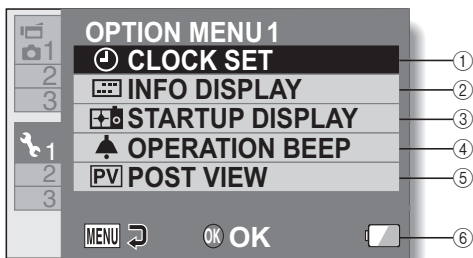 OPTION MENU 1
1 CLOCK SET ①
2 INFO DISPLAY ②
3 STARTUP DISPLAY ③
1 OPERATION BEEP ④
2 PV POST VIEW ⑤
3
MENU OK OK ⑥